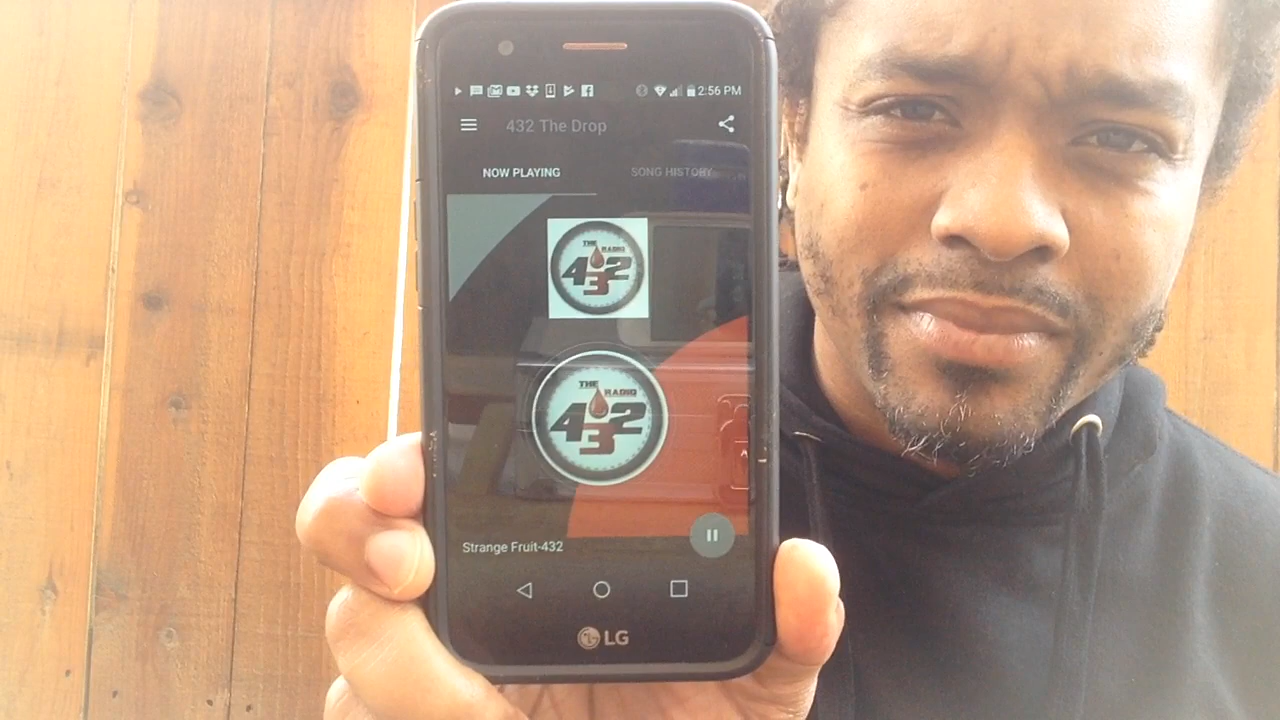 2:56 PM
432 The Drop
NOW PLAYING SONG HISTORY
THE RADIO
432
THE RADIO
432
Strange Fruit-432
LG